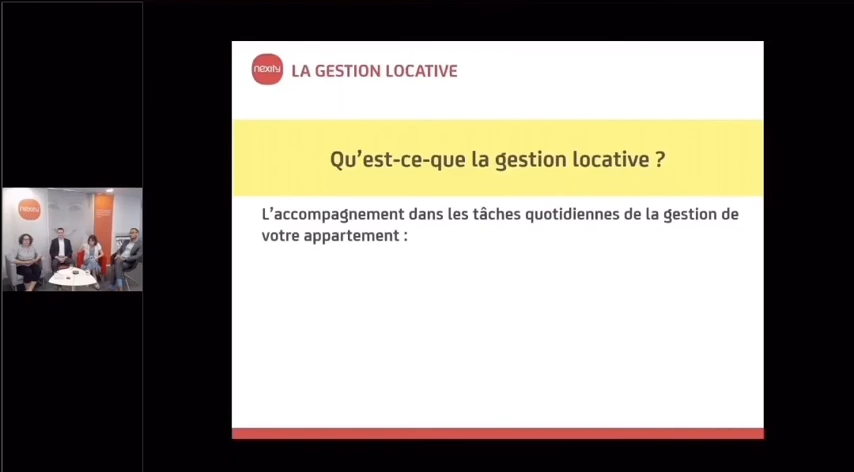 nexity LA GESTION LOCATIVE
Qu'est-ce-que la gestion locative ?
L'accompagnement dans les tâches quotidiennes de la gestion de
votre appartement :
nexity